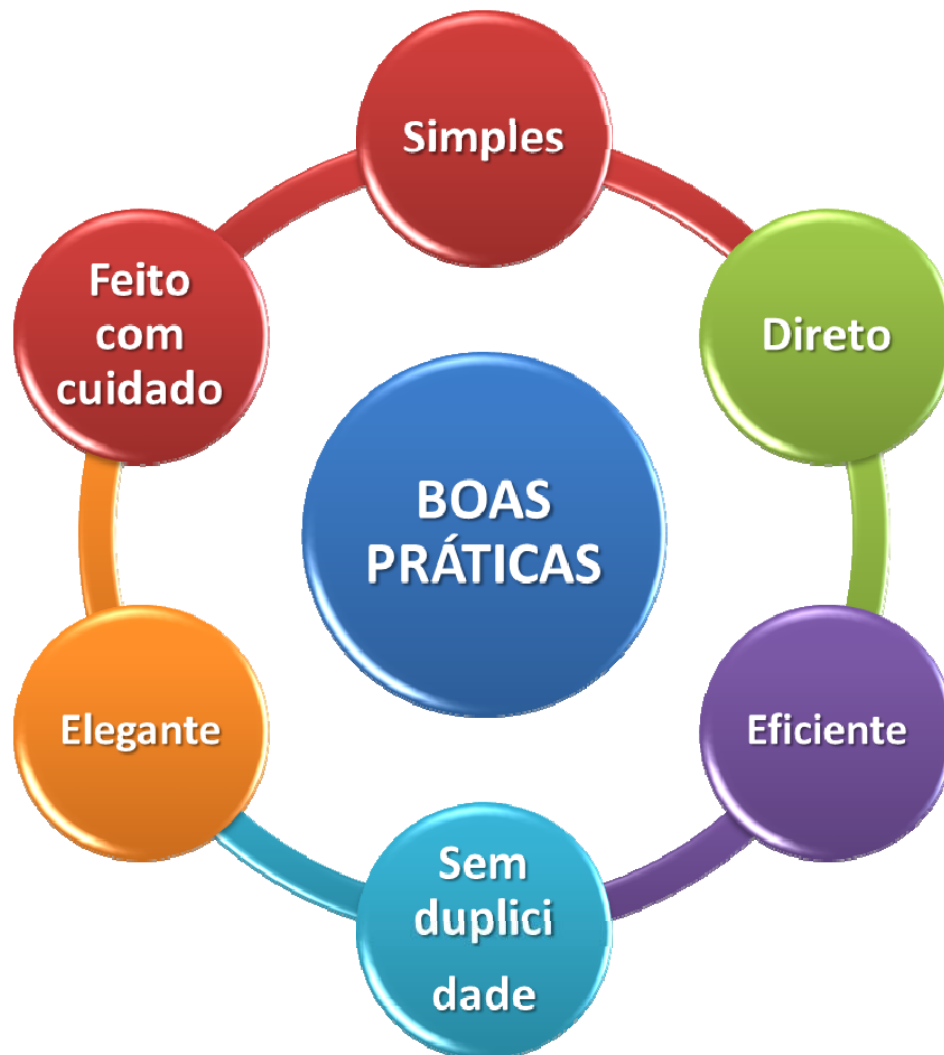 Simples
Direto
Eficiente
Sem
duplici
dade
Elegante
Feito
com
cuidado
BOAS
PRÁTICAS